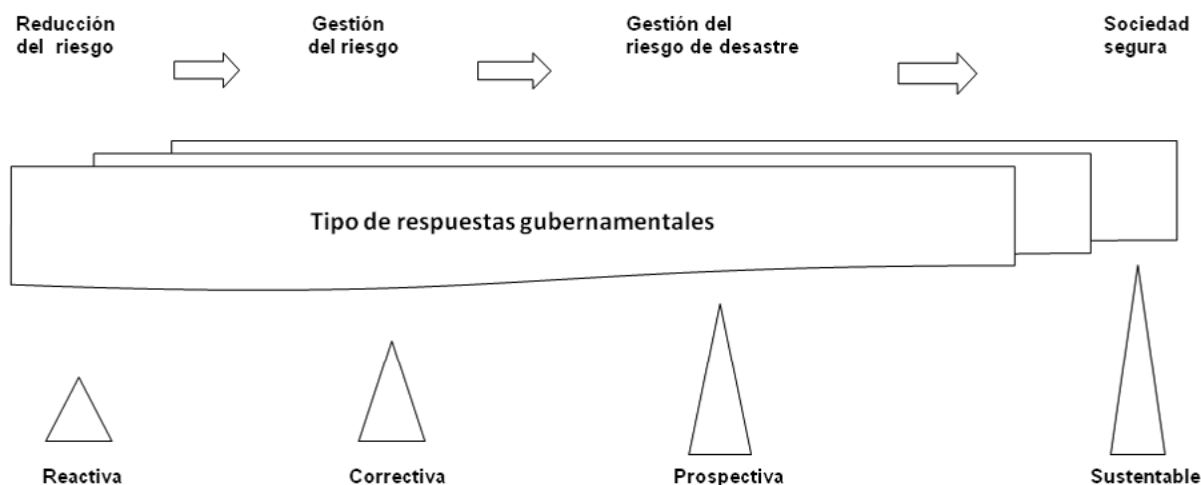 Reducción
del riesgo
Gestión
del riesgo
Gestión del
riesgo de desastre
Sociedad
segura
Tipo de respuestas gubernamentales
Reactiva
Correctiva
Prospectiva
Sustentable